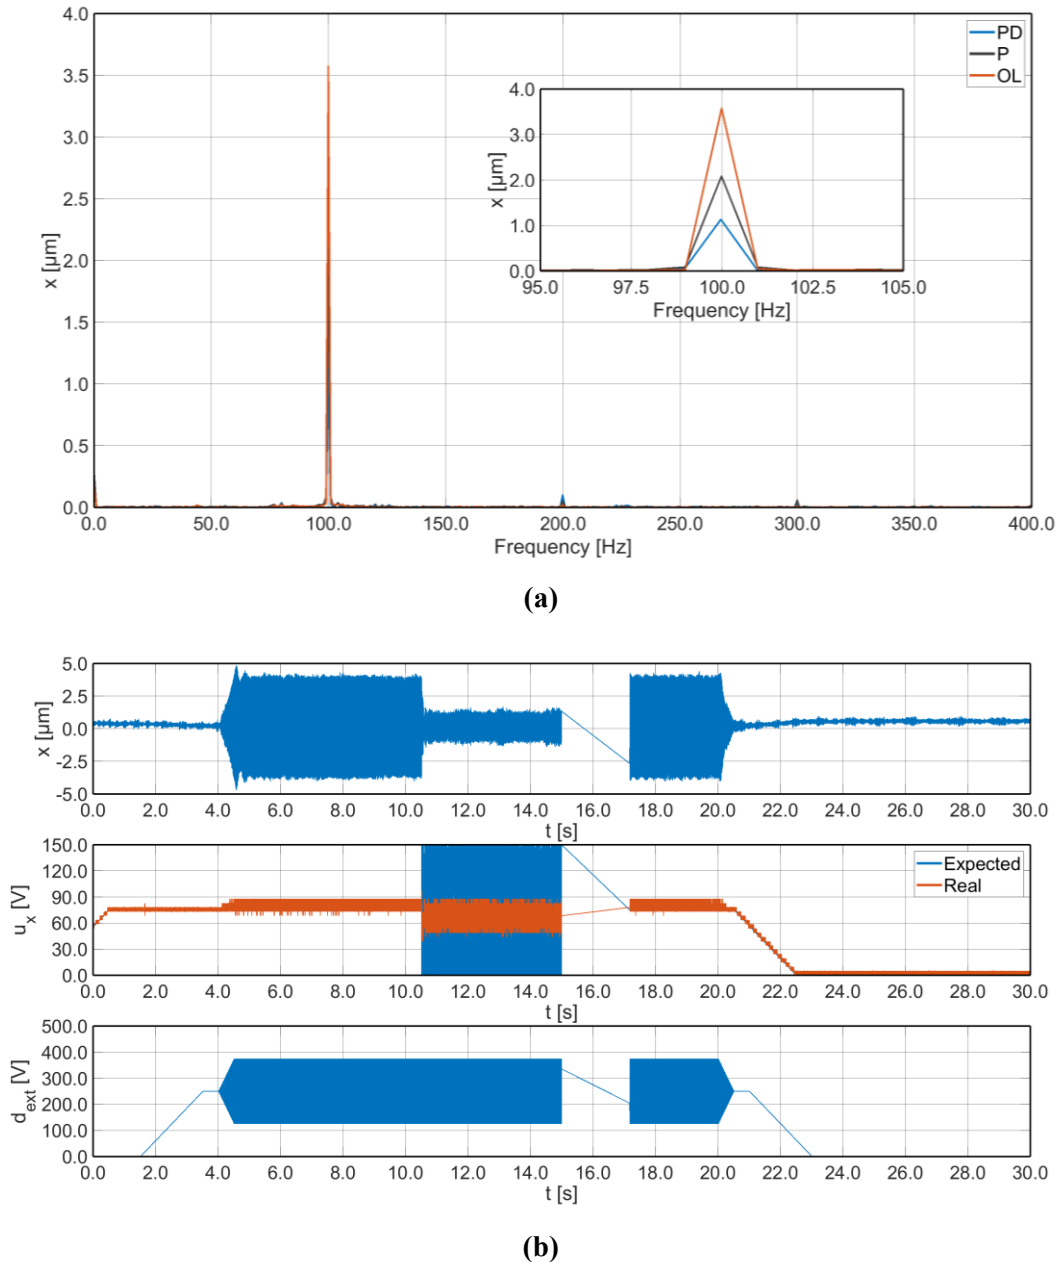 4.0
3.5
3.0
2.5
2.0
1.5
1.0
0.5
0.0
x [µm]
PD
P
OL
4.0
3.0
2.0
1.0
0.0
x [µm]
95.0 97.5 100.0 102.5 105.0
Frequency [Hz]
0.0 50.0 100.0 150.0 200.0 250.0 300.0 350.0 400.0
Frequency [Hz]
(a)
5.0
2.5
0.0
-2.5
-5.0
x [µm]
0.0 2.0 4.0 6.0 8.0 10.0 12.0 14.0 16.0 18.0 20.0 22.0 24.0 26.0 28.0 30.0
t [s]
150.0
120.0
90.0
60.0
30.0
0.0
u_x [V]
Expected
Real
0.0 2.0 4.0 6.0 8.0 10.0 12.0 14.0 16.0 18.0 20.0 22.0 24.0 26.0 28.0 30.0
t [s]
500.0
400.0
300.0
200.0
100.0
0.0
d_ext [V]
0.0 2.0 4.0 6.0 8.0 10.0 12.0 14.0 16.0 18.0 20.0 22.0 24.0 26.0 28.0 30.0
t [s]
(b)